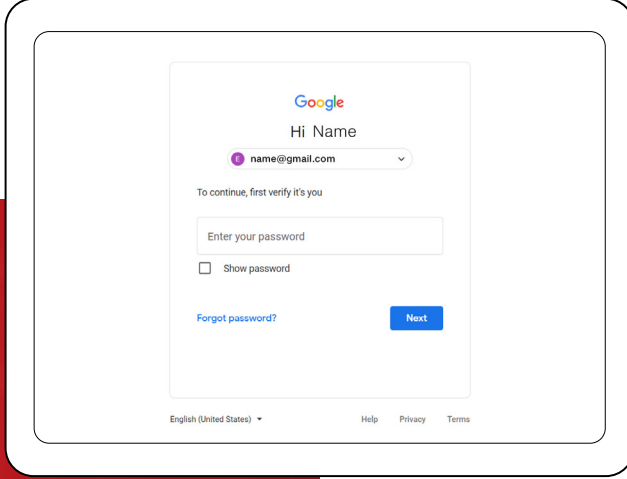 Google
Hi Name
E name@gmail.com
To continue, first verify it's you
Enter your password
Show password
Forgot password? Next
English (United States) Help Privacy Terms